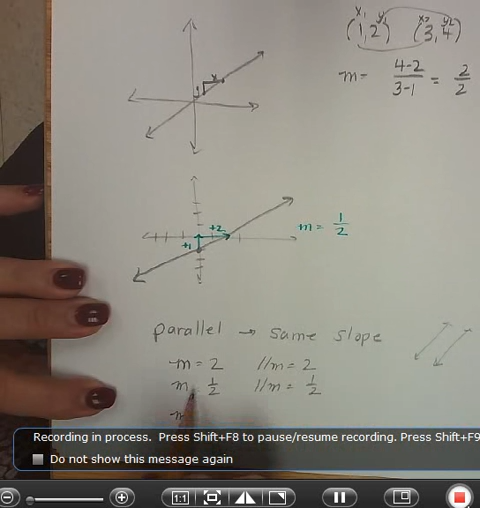 x₁ y₁ x₂ y₂
(1,2) (3,4)
m = 4-2/3-1 = 2/2
+2
+1
m = 1/2
parallel → same slope
m = 2 //m = 2
m 1/2 //m = 1/2
m
Recording in process. Press Shift+F8 to pause/resume recording. Press Shift+F9
Do not show this message again
1:1